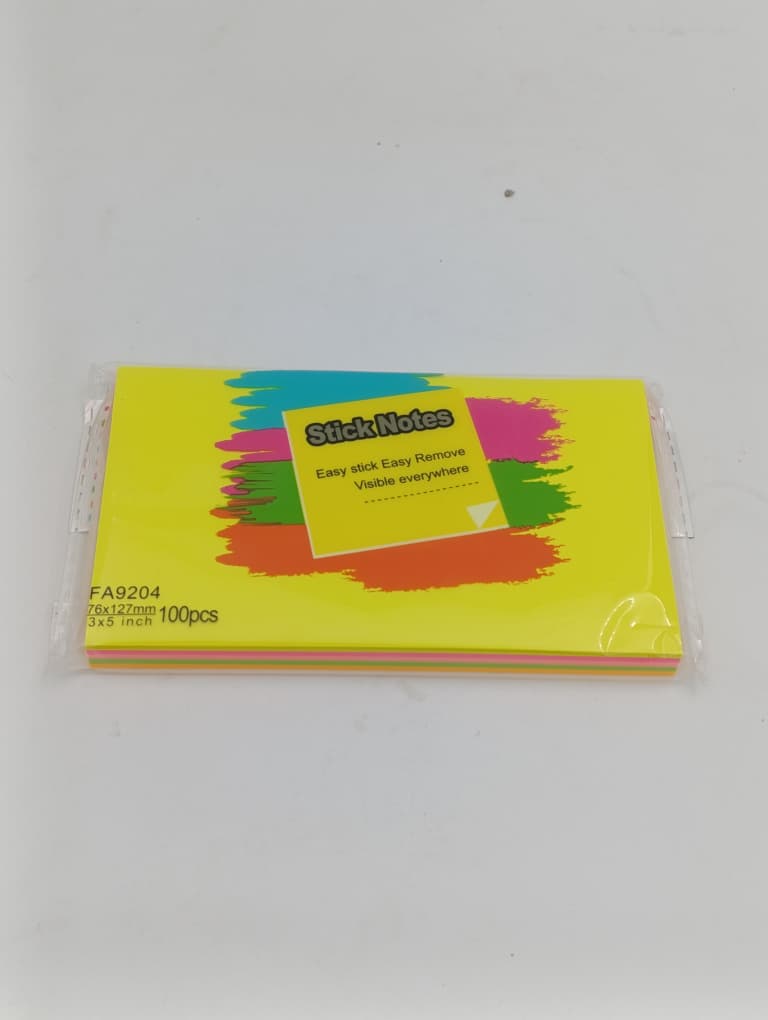 Stick Notes
Easy stick Easy Remove
Visible everywhere
FA9204
76x127mm
3x5 inch
100pcs